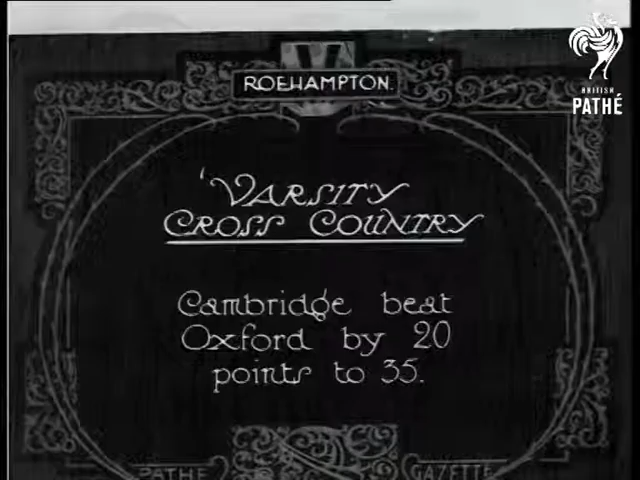 ROEHAMPTON.
BRITISH
PATHÉ
'VARSITY
CROSS COUNTRY
Cambridge beat
Oxford by 20
points to 35.
PATHE GAZETTE